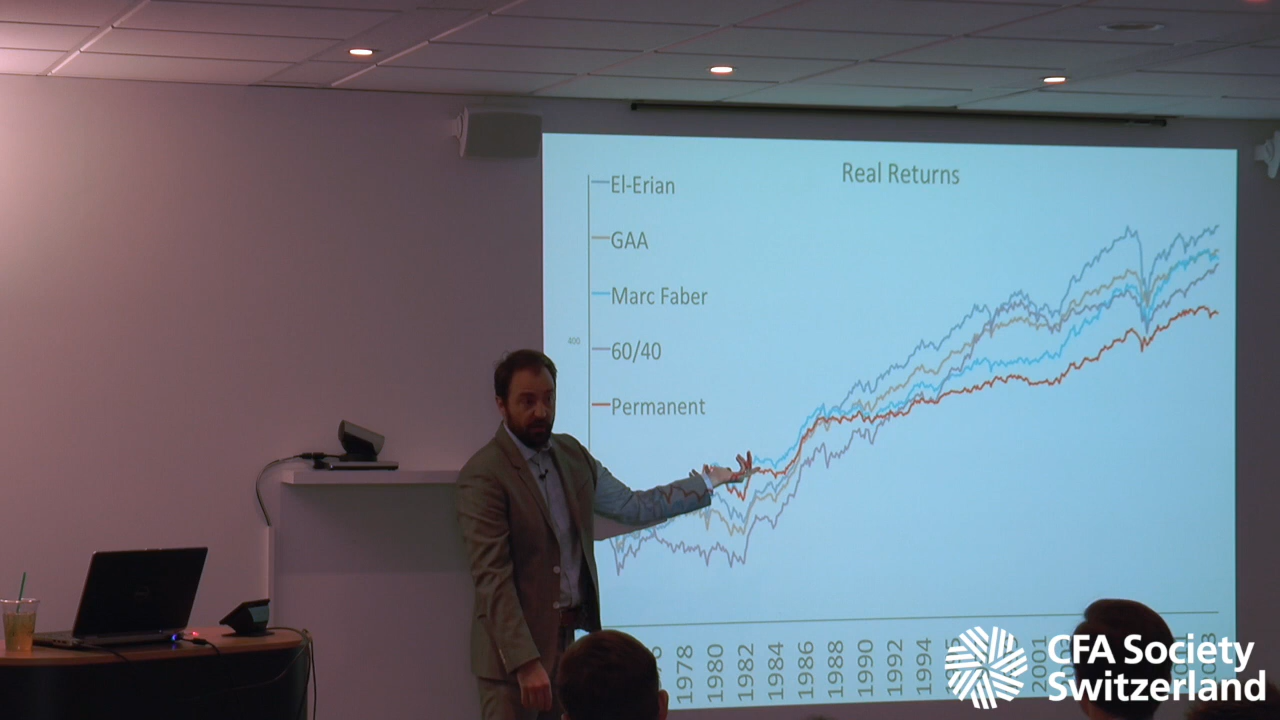 Real Returns
El-Erian
GAA
Marc Faber
400
60/40
Permanent
1978
1980
1982
1984
1986
1988
1990
1992
1994
2001
CFA Society
Switzerland